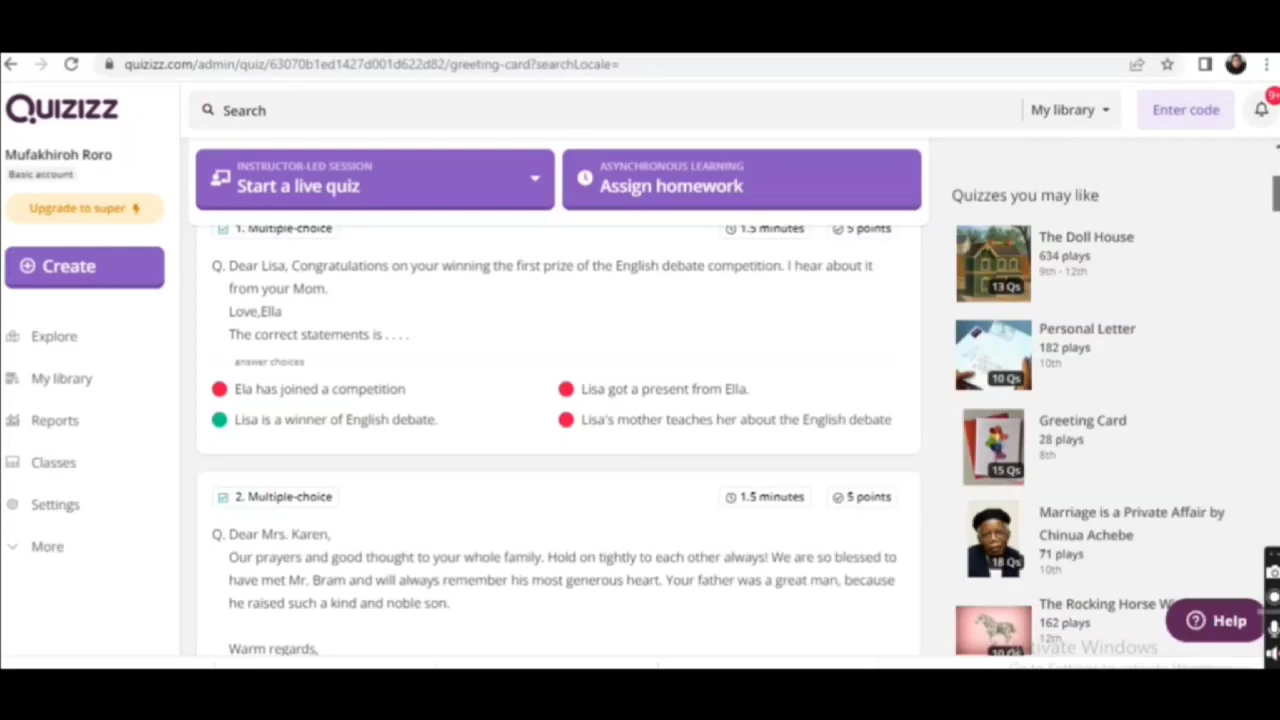 quizizz.com/admin/quiz/63070b1ed1427d001d622d82/greeting-card?searchLocale=
QUIZIZZ
Search
My library
Enter code
9+
Mufakhiroh Roro
Basic account
Upgrade to super
Create
Explore
My library
Reports
Classes
Settings
More
INSTRUCTOR-LED SESSION
Start a live quiz
ASYNCHRONOUS LEARNING
Assign homework
1. Multiple-choice
1.5 minutes
5 points
Q. Dear Lisa, Congratulations on your winning the first prize of the English debate competition. I hear about it
from your Mom.
Love,Ella
The correct statements is . . . .
answer choices
Ela has joined a competition
Lisa got a present from Ella.
Lisa is a winner of English debate.
Lisa's mother teaches her about the English debate
2. Multiple-choice
1.5 minutes
5 points
Q. Dear Mrs. Karen,
Our prayers and good thought to your whole family. Hold on tightly to each other always! We are so blessed to
have met Mr. Bram and will always remember his most generous heart. Your father was a great man, because
he raised such a kind and noble son.
Warm regards,
Quizzes you may like
The Doll House
634 plays
9th - 12th
13 Qs
Personal Letter
182 plays
10th
10 Qs
Greeting Card
28 plays
8th
15 Qs
Marriage is a Private Affair by
Chinua Achebe
71 plays
10th
18 Qs
The Rocking Horse
162 plays
12th
10 Qs
Help
Windows